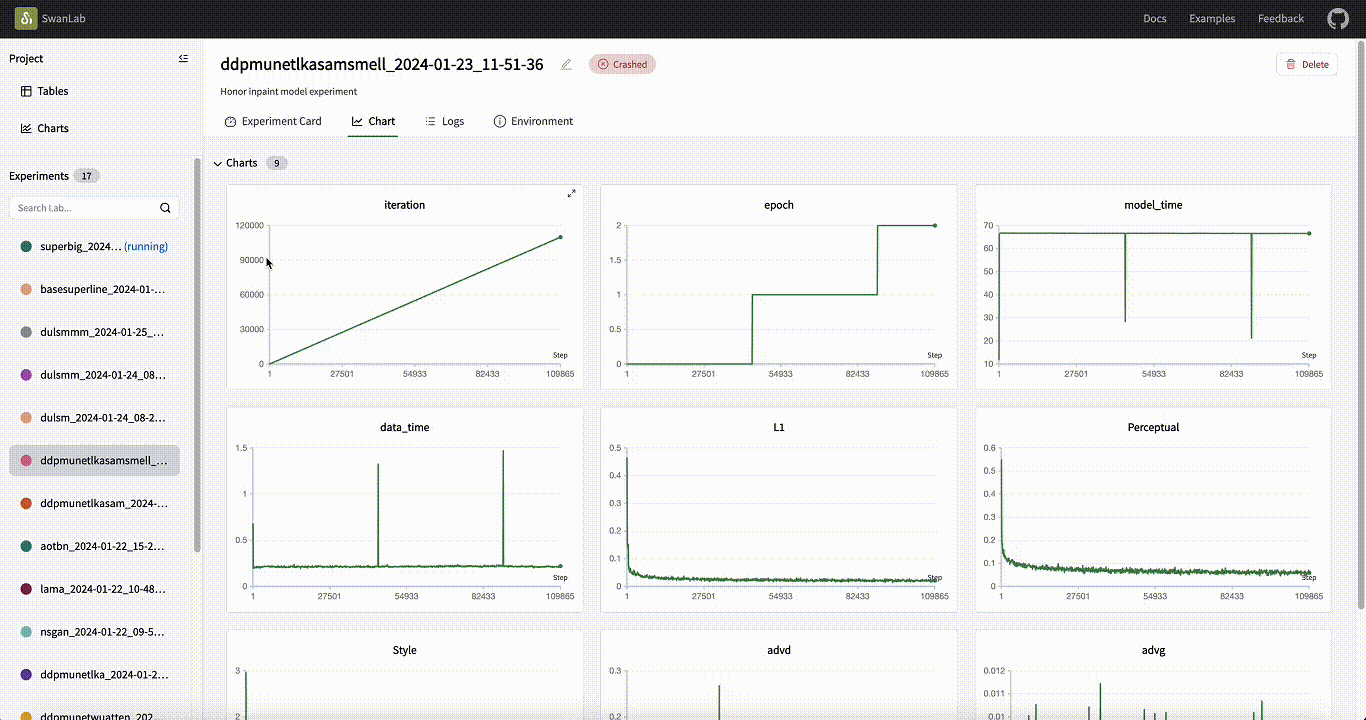 SwanLab
Docs
Examples
Feedback
Project
Tables
Charts
Experiments 17
Search Lab...
superbig_2024... (running)
basesuperline_2024-01-...
dulsmmm_2024-01-25_...
dulsmm_2024-01-24_08...
dulsm_2024-01-24_08-2...
ddpmunetlkasamsmell_...
ddpmunetlkasam_2024-...
aotbn_2024-01-22_15-2...
lama_2024-01-22_10-48...
nsgan_2024-01-22_09-5...
ddpmunetlka_2024-01-2...
ddpmunetwuatten_202...
ddpmunetlkasamsmell_2024-01-23_11-51-36
Crashed
Delete
Honor inpaint model experiment
Experiment Card
Chart
Logs
Environment
Charts 9
iteration
120000
90000
60000
30000
0
Step
1 27501 54933 82433 109865
epoch
2
1.5
1
0.5
0
Step
1 27501 54933 82433 109865
model_time
70
60
50
40
30
20
10
Step
1 27501 54933 82433 109865
data_time
1.5
1
0.5
0
Step
1 27501 54933 82433 109865
L1
0.5
0.4
0.3
0.2
0.1
0
Step
1 27501 54933 82433 109865
Perceptual
0.6
0.5
0.4
0.3
0.2
0.1
0
Step
1 27501 54933 82433 109865
Style
3
2
advd
0.3
0.2
advg
0.012
0.011
0.01